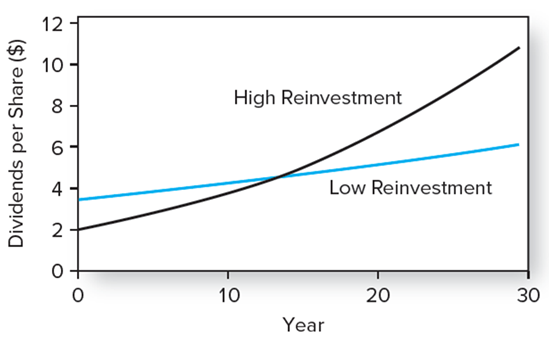 Dividends per Share ($)
12
10
8
6
4
2
0
High Reinvestment
Low Reinvestment
0 10 20 30
Year